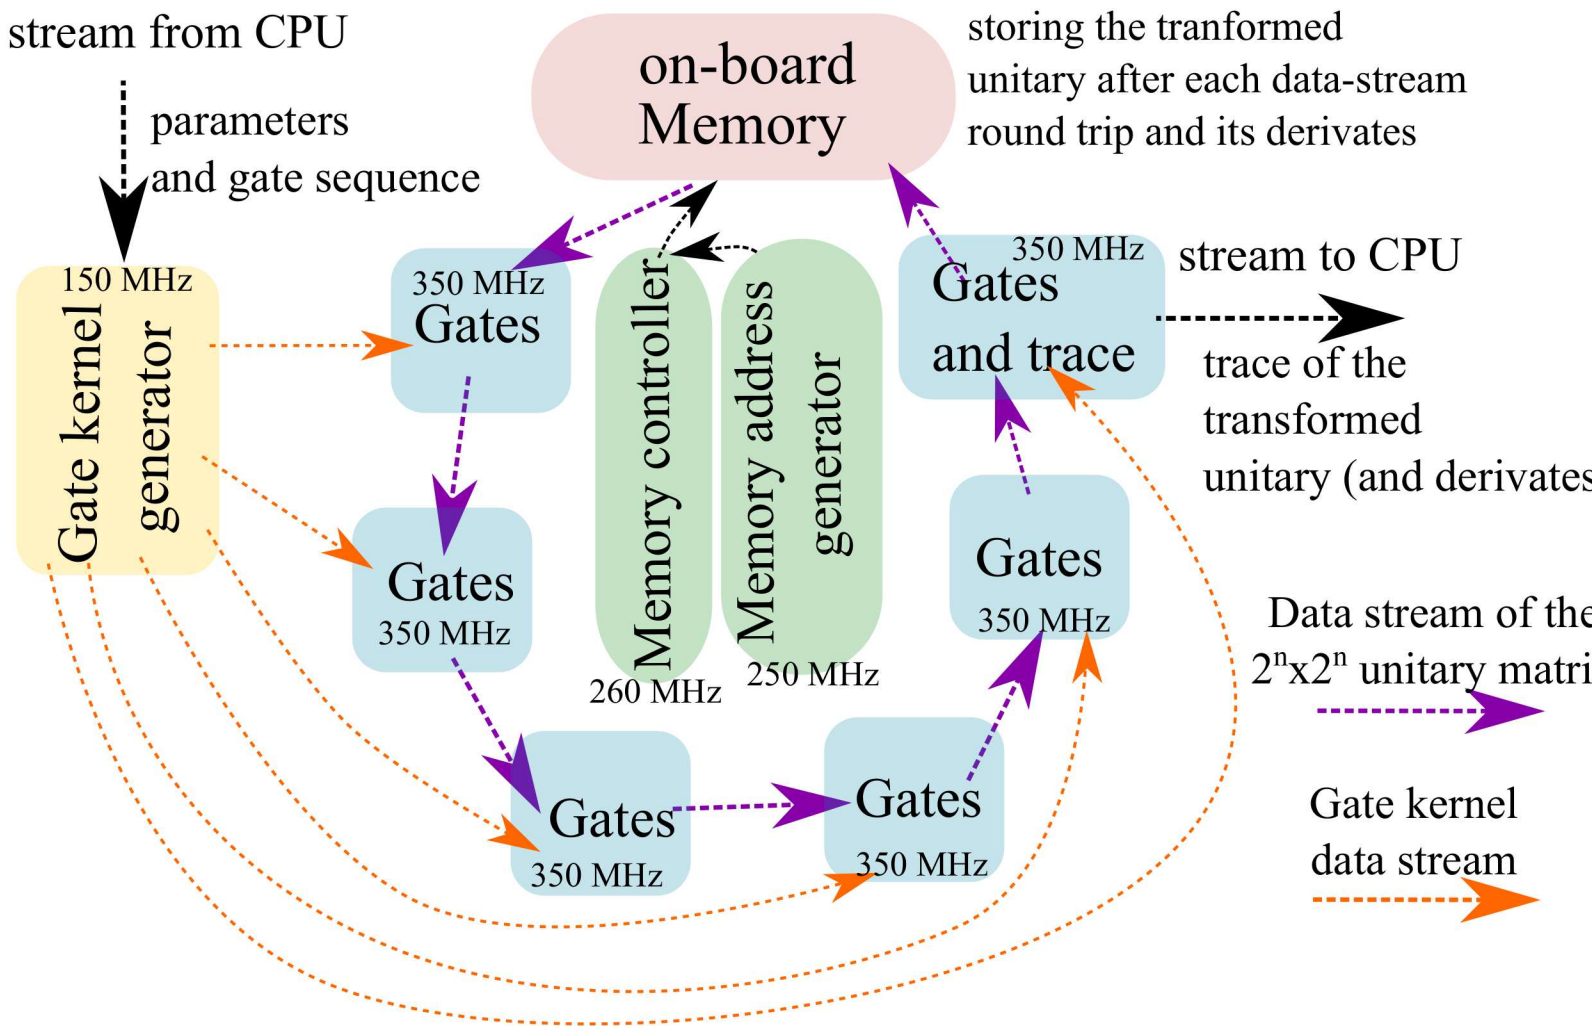 stream from CPU
parameters
and gate sequence
on-board
Memory
storing the tranformed
unitary after each data-stream
round trip and its derivates
150 MHz
Gate kernel
generator
350 MHz
Gates
Memory controller
260 MHz
Memory address
generator
250 MHz
350 MHz
Gates
and trace
stream to CPU
trace of the
transformed
unitary (and derivates
Gates
350 MHz
Gates
350 MHz
Gates
350 MHz
Gates
350 MHz
Data stream of the
2ⁿx2ⁿ unitary matri
Gate kernel
data stream